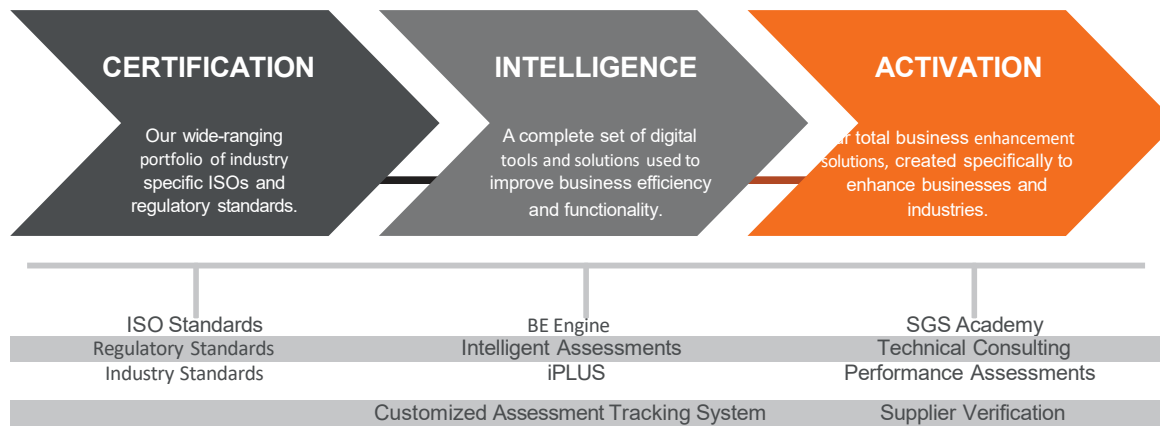 CERTIFICATION
Our wide-ranging
portfolio of industry
specific ISOs and
regulatory standards.
INTELLIGENCE
A complete set of digital
tools and solutions used to
improve business efficiency
and functionality.
ACTIVATION
r total business enhancement
solutions, created specifically to
enhance businesses and
industries.
ISO Standards
Regulatory Standards
Industry Standards
BE Engine
Intelligent Assessments
iPLUS
Customized Assessment Tracking System
SGS Academy
Technical Consulting
Performance Assessments
Supplier Verification